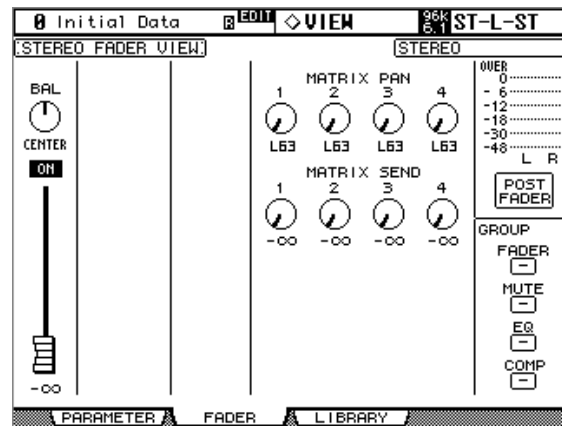 0 Initial Data R EDIT ◇VIEW 96k 6.1 ST-L-ST
STEREO FADER VIEW
STEREO
BAL
CENTER
ON
-∞
MATRIX PAN
1 2 3 4
L63 L63 L63 L63
MATRIX SEND
1 2 3 4
-∞ -∞ -∞ -∞
OVER
0
-6
-12
-18
-30
-48
L R
POST
FADER
GROUP
FADER
-
MUTE
-
EQ
-
COMP
-
PARAMETER FADER LIBRARY